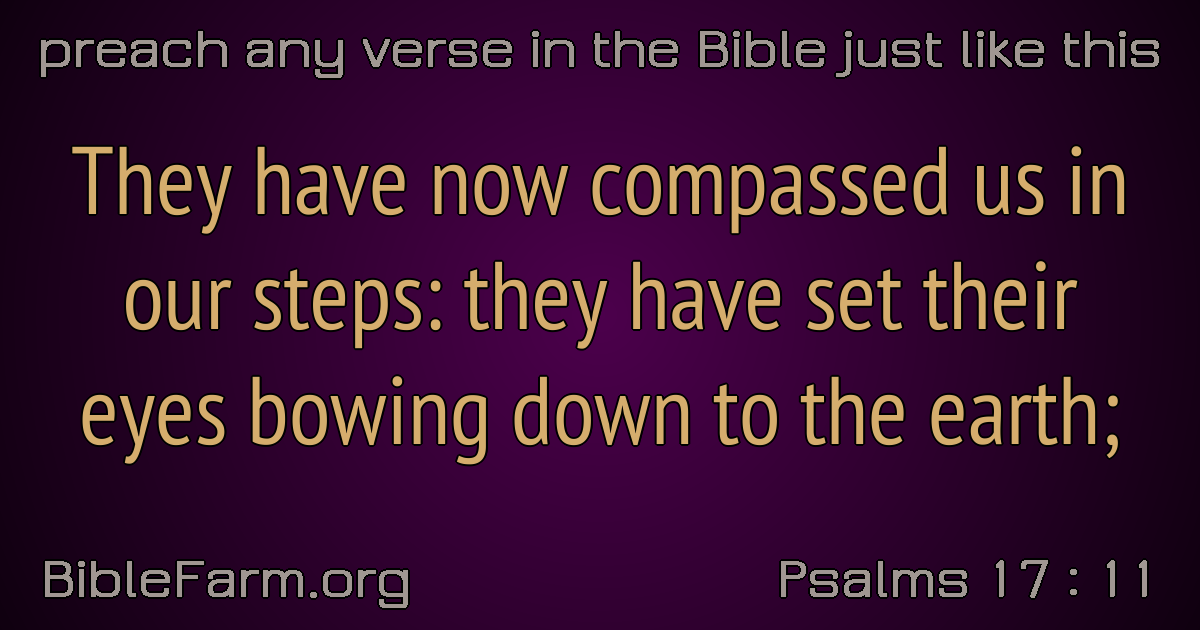 preach any verse in the Bible just like this
They have now compassed us in
our steps: they have set their
eyes bowing down to the earth;
BibleFarm.org
Psalms 17 : 11